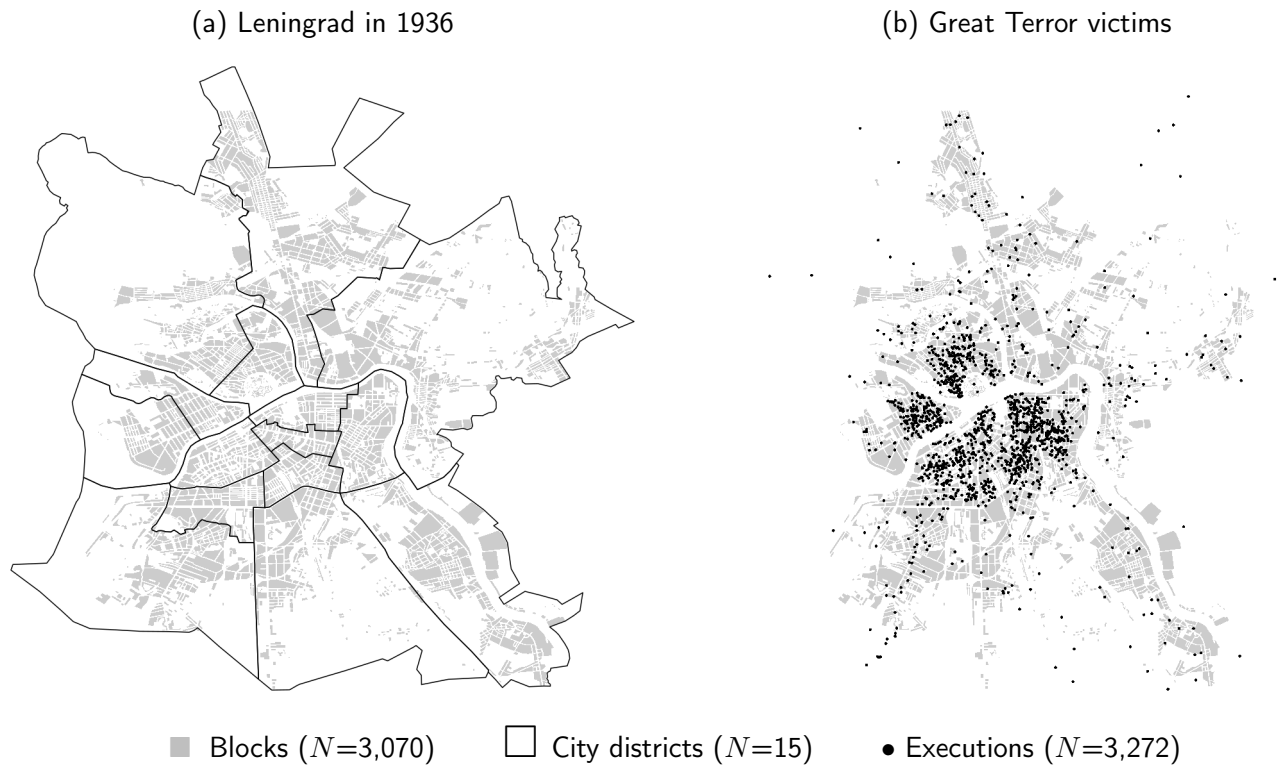 (a) Leningrad in 1936
(b) Great Terror victims
Blocks (N=3,070)
City districts (N=15)
Executions (N=3,272)